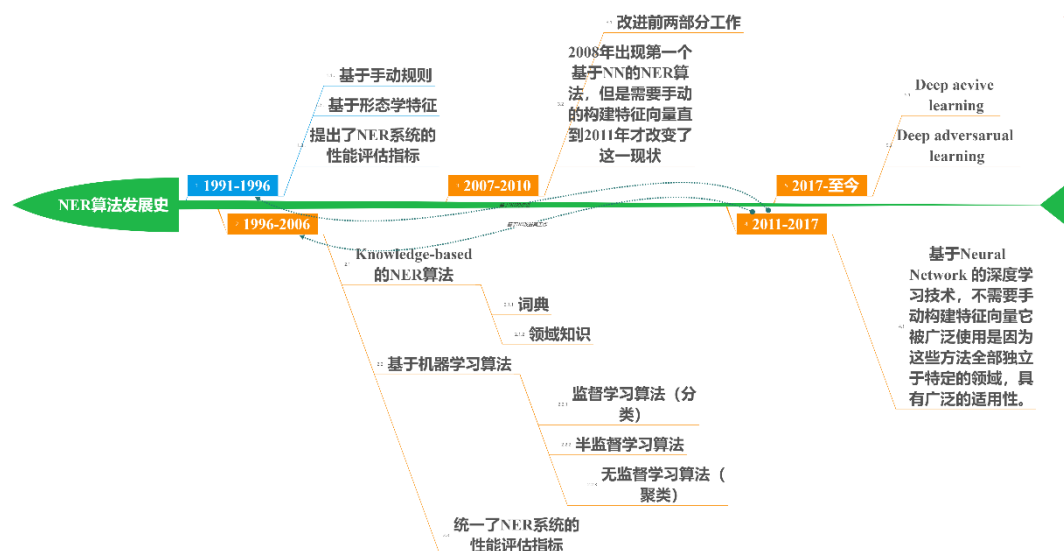 NER算法发展史
1991-1996
基于手动规则
基于形态学特征
提出了NER系统的
性能评估指标
1996-2006
Knowledge-based
的NER算法
词典
领域知识
基于机器学习算法
监督学习算法（分
类）
半监督学习算法
无监督学习算法（
聚类）
统一了NER系统的
性能评估指标
2007-2010
改进前两部分工作
2008年出现第一个
基于NN的NER算
法，但是需要手动
的构建特征向量直
到2011年才改变了
这一现状
2011-2017
基于Neural
Network 的深度学
习技术，不需要手
动构建特征向量它
被广泛使用是因为
这些方法全部独立
于特定的领域，具
有广泛的适用性。
2017-至今
Deep acvive
learning
Deep adversarual
learning